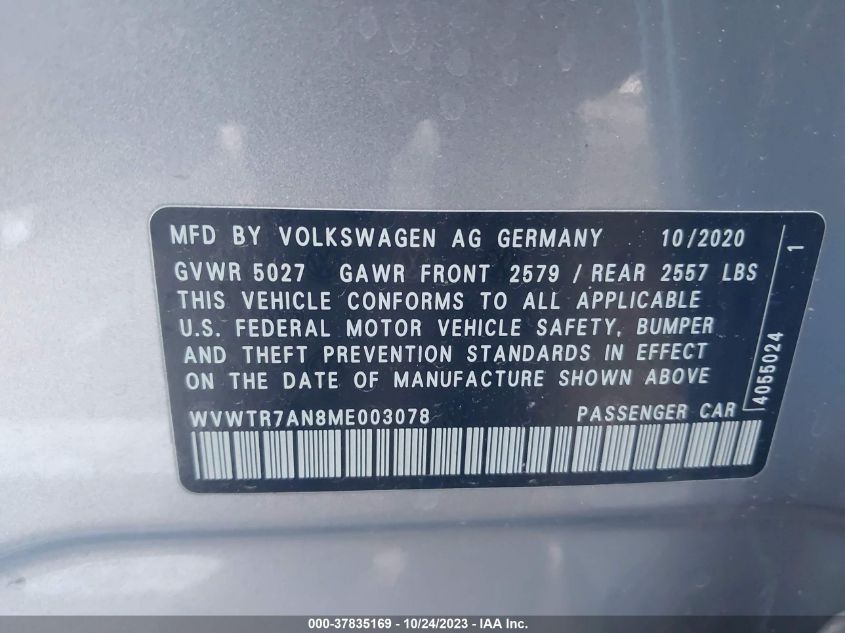 MFD BY VOLKSWAGEN AG GERMANY 10/2020
GVWR 5027 GAWR FRONT 2579 / REAR 2557 LBS
THIS VEHICLE CONFORMS TO ALL APPLICABLE
U.S. FEDERAL MOTOR VEHICLE SAFETY, BUMPER
AND THEFT PREVENTION STANDARDS IN EFFECT
ON THE DATE OF MANUFACTURE SHOWN ABOVE
WVWTR7AN8ME003078 PASSENGER CAR
4055024 1
000-37835169 - 10/24/2023 - IAA Inc.